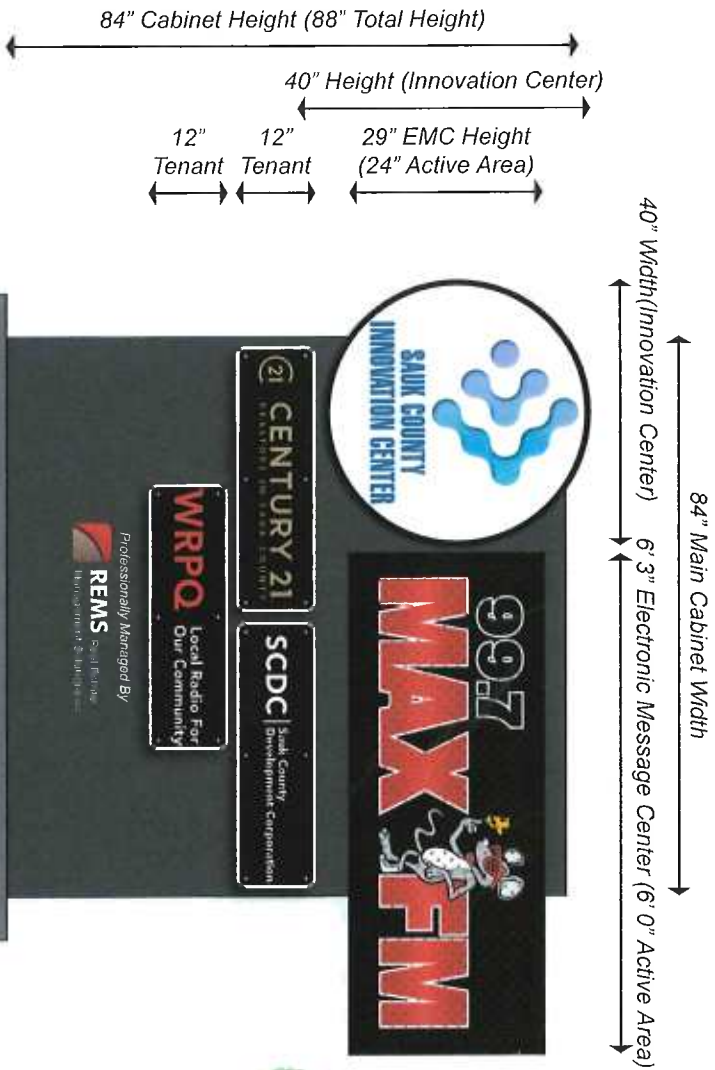 84" Cabinet Height (88" Total Height)
40" Height (Innovation Center)
29" EMC Height
(24" Active Area)
12"
Tenant
12"
Tenant
84" Main Cabinet Width
40" Width(Innovation Center)
6' 3" Electronic Message Center (6' 0" Active Area)
SAUK COUNTY
INNOVATION CENTER
99.7
MAX FM
21 CENTURY 21
SCDC
Sauk County
Development Corporation
WRPQ
Local Radio For
Our Community
Professionally Managed By
REMS
Real Estate